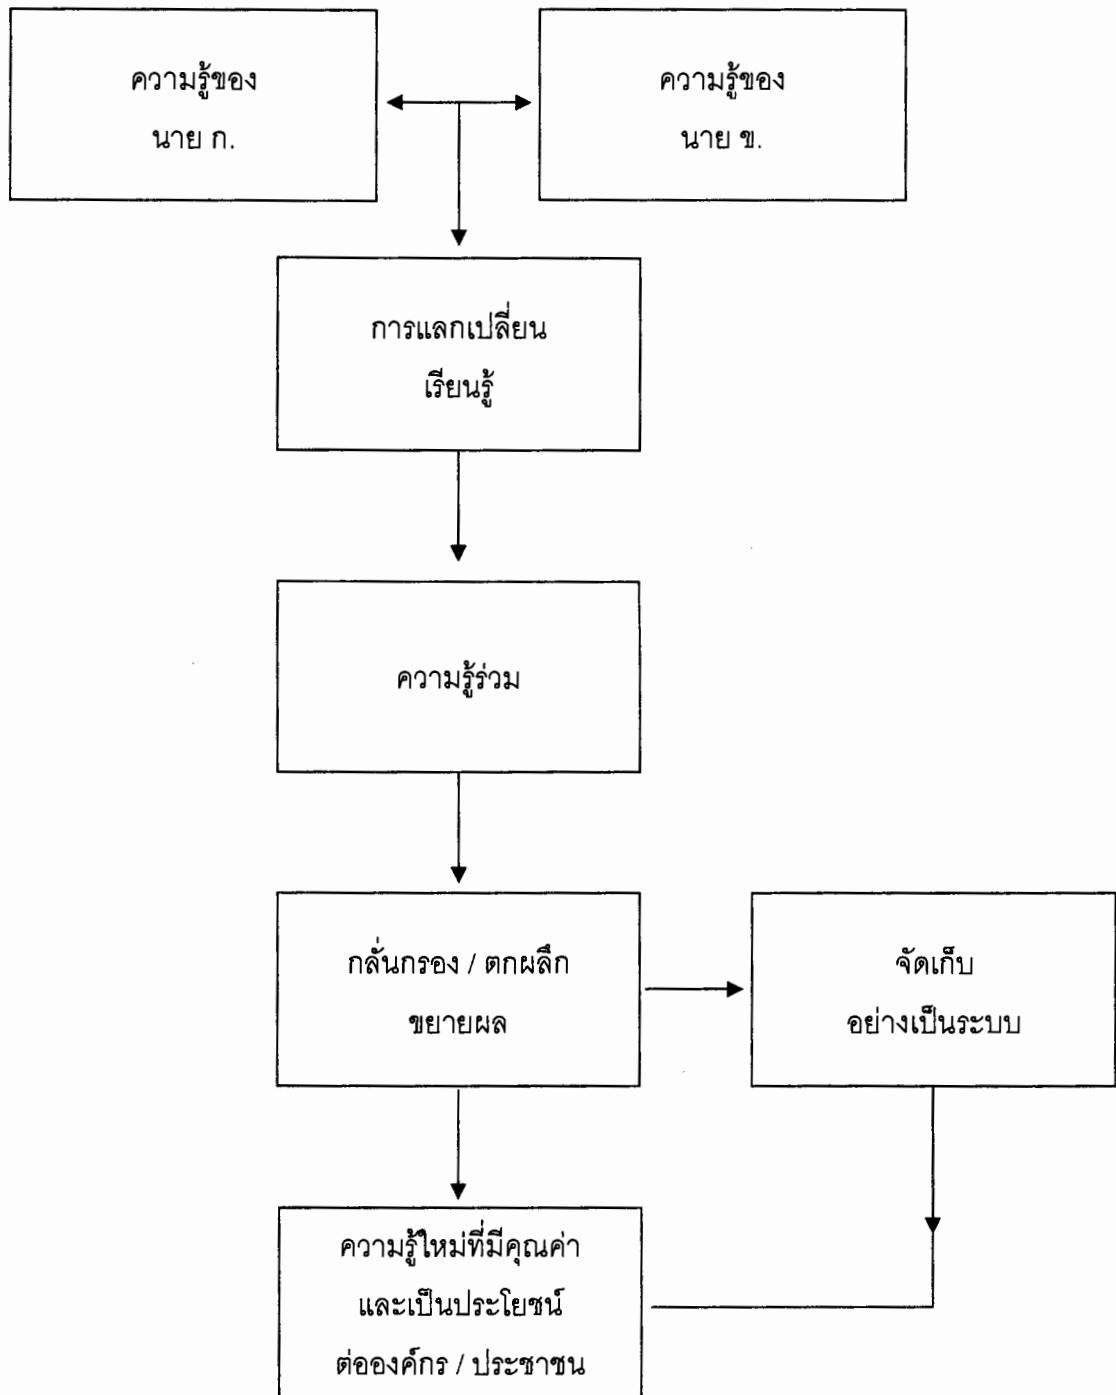 ความรู้ของ
นาย ก.
ความรู้ของ
นาย ข.
การแลกเปลี่ยน
เรียนรู้
ความรู้ร่วม
กลั่นกรอง / ตกผลึก
ขยายผล
จัดเก็บ
อย่างเป็นระบบ
ความรู้ใหม่ที่มีคุณค่า
และเป็นประโยชน์
ต่อองค์กร / ประชาชน